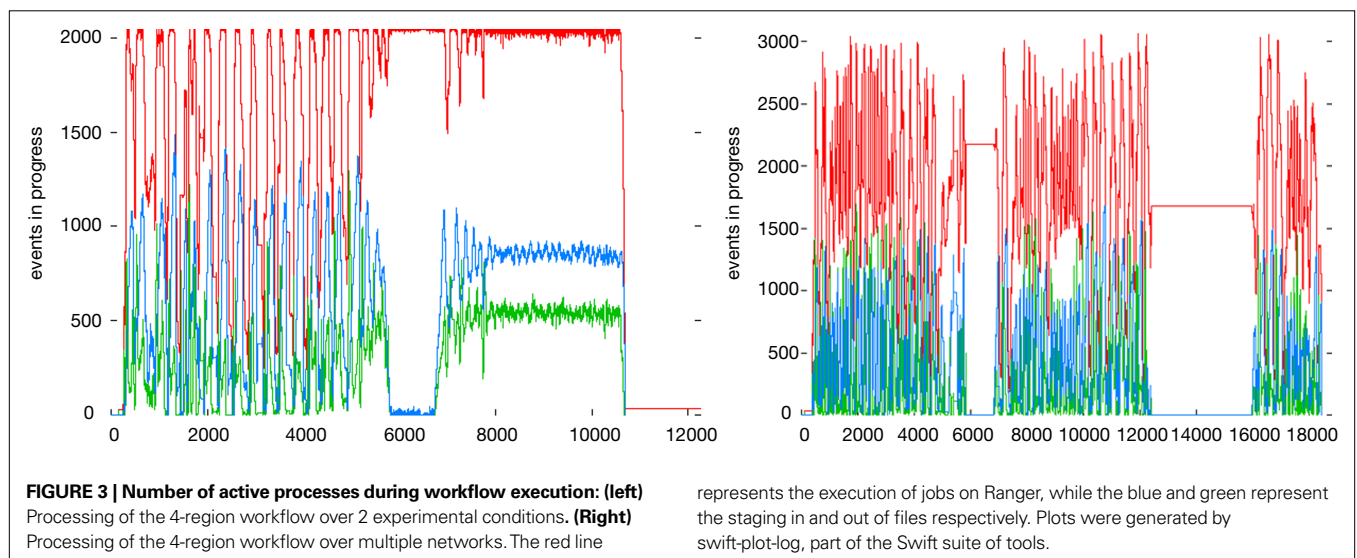 2000
1500
1000
500
0
events in progress
0 2000 4000 6000 8000 10000 12000
3000
2500
2000
1500
1000
500
0
events in progress
0 2000 4000 6000 8000 10000 12000 14000 16000 18000
FIGURE 3 | Number of active processes during workflow execution: (left)
Processing of the 4-region workflow over 2 experimental conditions. (Right)
Processing of the 4-region workflow over multiple networks. The red line
represents the execution of jobs on Ranger, while the blue and green represent
the staging in and out of files respectively. Plots were generated by
swift-plot-log, part of the Swift suite of tools.